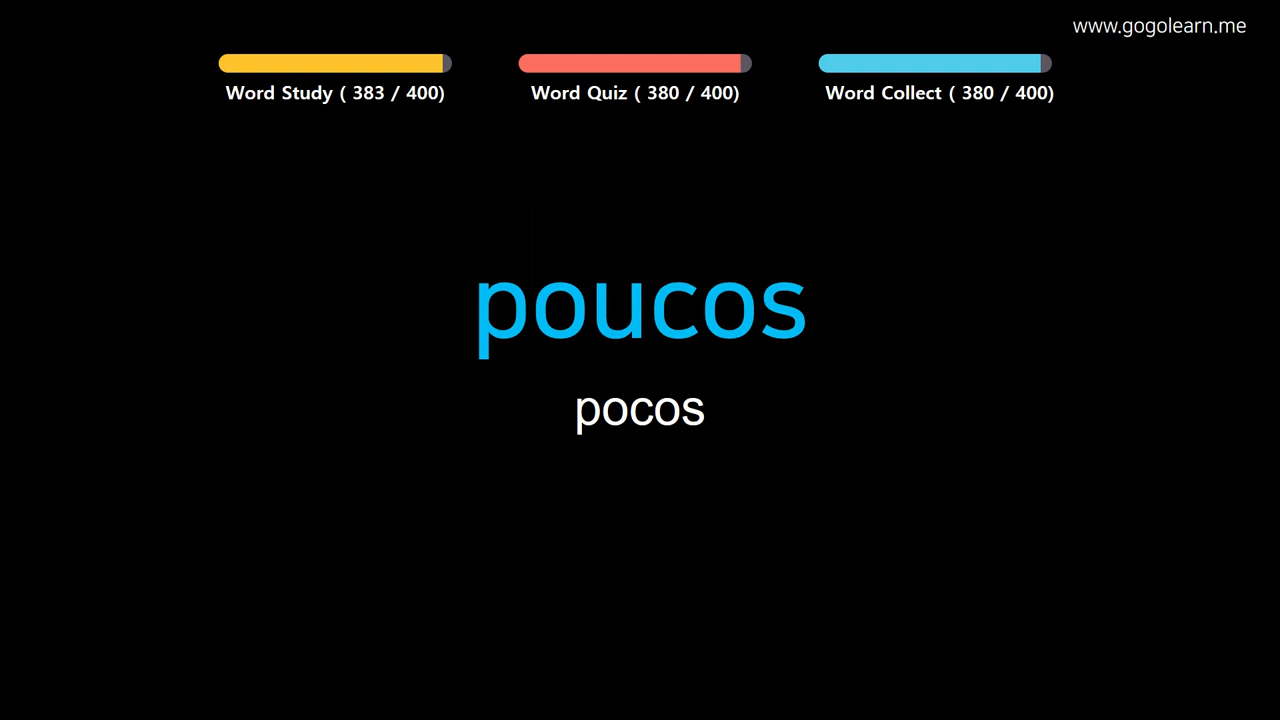 www.gogolearn.me
Word Study ( 383 / 400)
Word Quiz ( 380 / 400)
Word Collect ( 380 / 400)
poucos
pocos